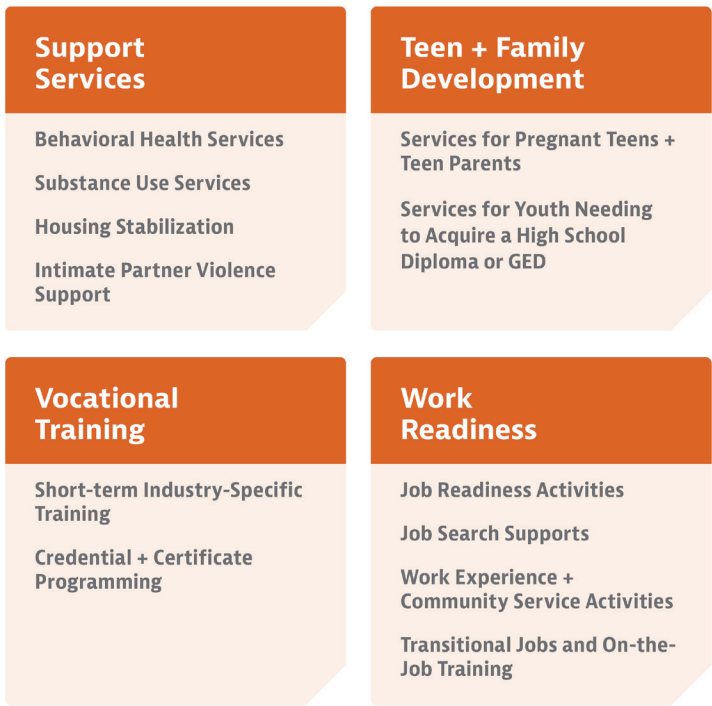 Support
Services
Behavioral Health Services
Substance Use Services
Housing Stabilization
Intimate Partner Violence
Support
Teen + Family
Development
Services for Pregnant Teens +
Teen Parents
Services for Youth Needing
to Acquire a High School
Diploma or GED
Vocational
Training
Short-term Industry-Specific
Training
Credential + Certificate
Programming
Work
Readiness
Job Readiness Activities
Job Search Supports
Work Experience +
Community Service Activities
Transitional Jobs and On-the-
Job Training